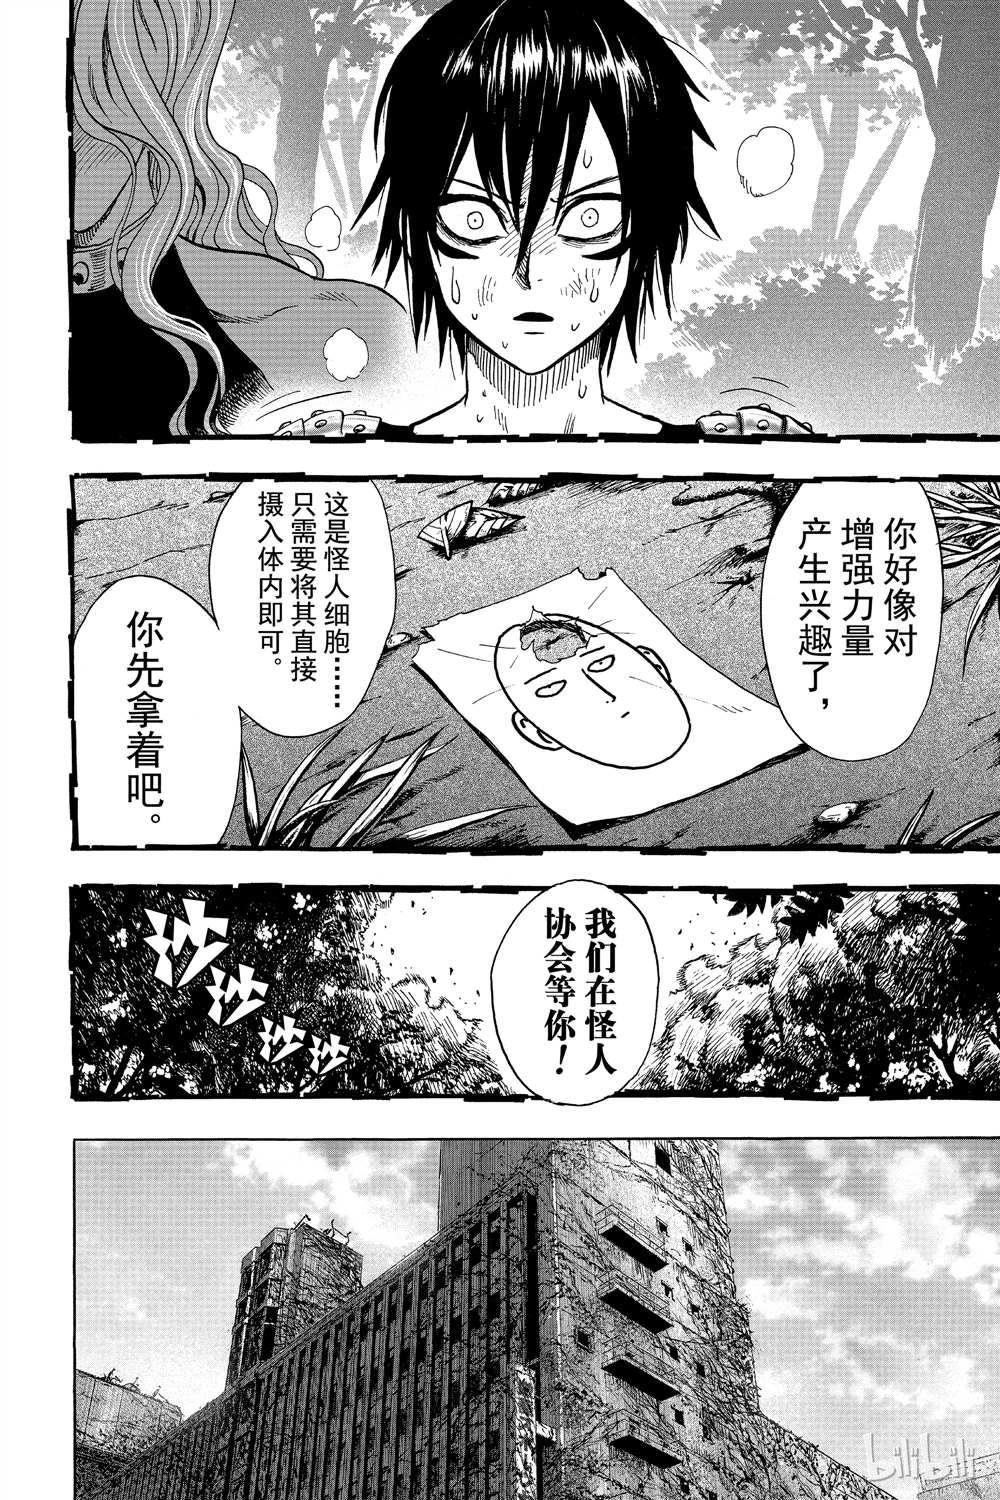 你好像对
增强力量
产生兴趣了，
这是怪人细胞……
只需要将其直接
摄入体内即可。
你先拿着吧。
我们在怪人
协会等你！
沙
沙
沙
沙
bilibili